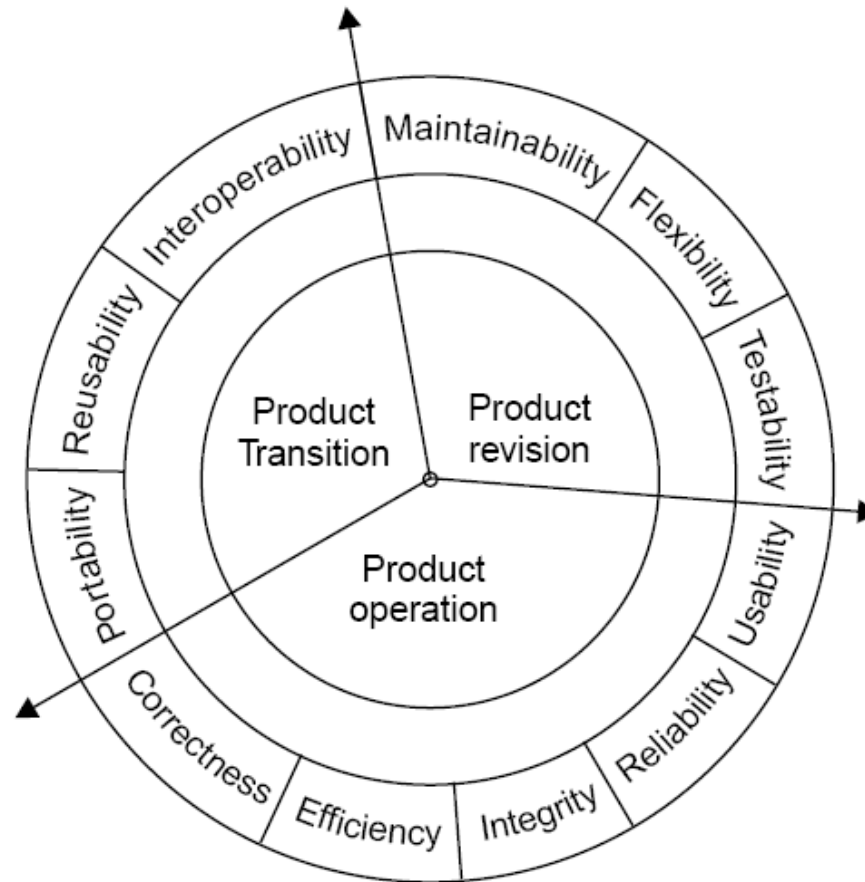 Maintainability
Flexibility
Testability
Usability
Reliability
Integrity
Efficiency
Correctness
Portability
Reusability
Interoperability
Product
Transition
Product
revision
Product
operation